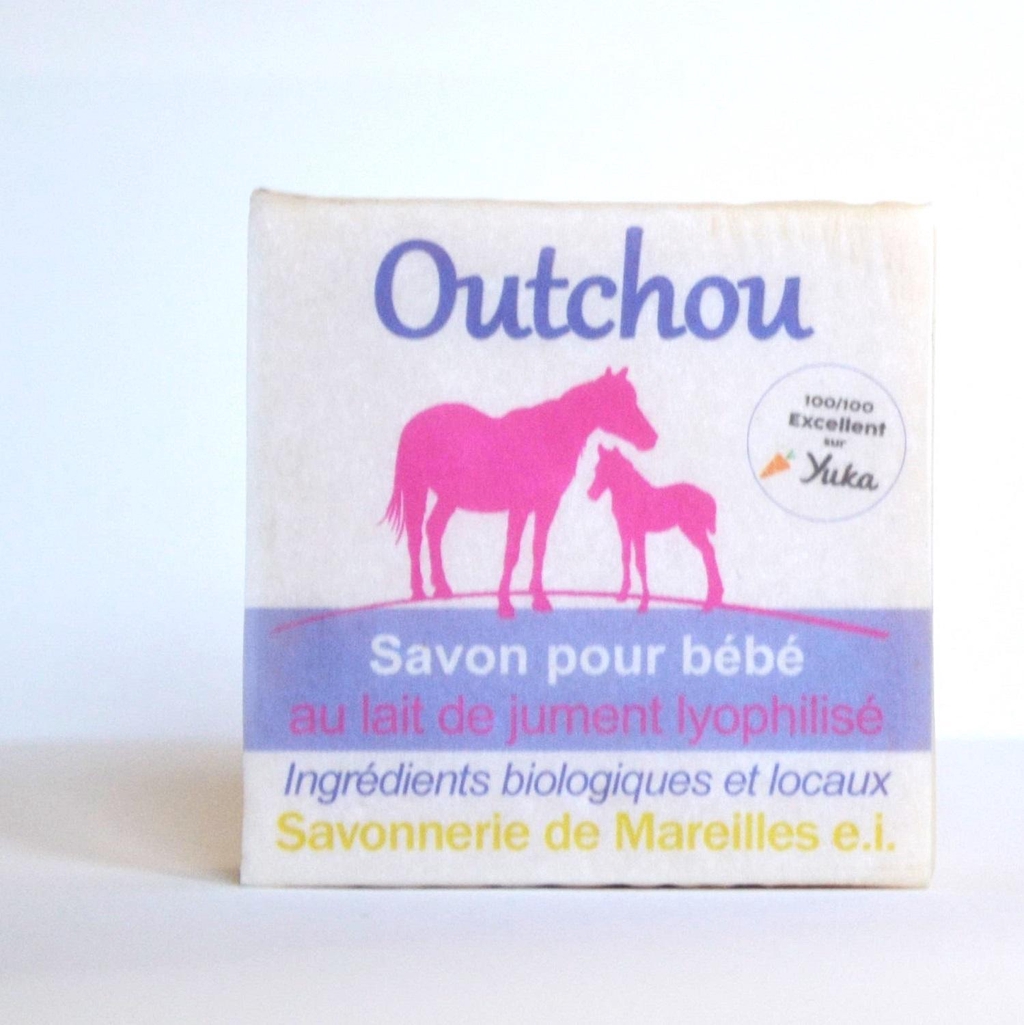 Outchou
100/100
Excellent
sur
Yuka
Savon pour bébé
au lait de jument lyophilisé
Ingrédients biologiques et locaux
Savonnerie de Mareilles e.i.